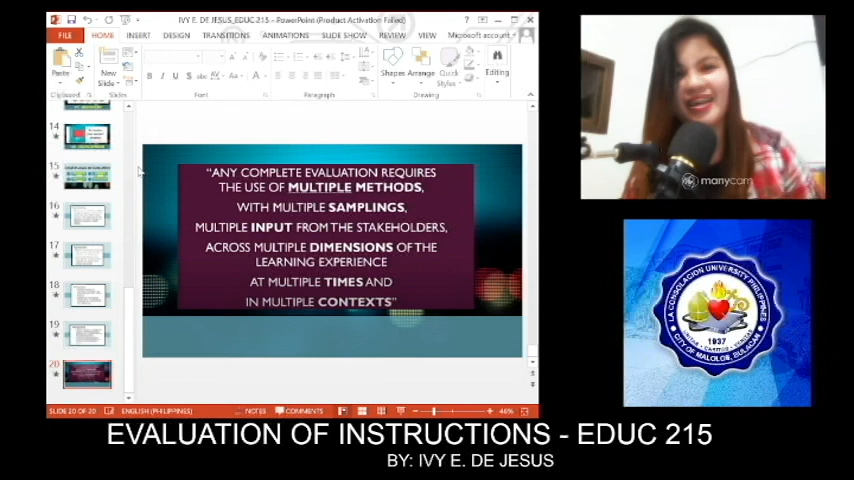 IVY E. DE JESUS_EDUC 215 - PowerPoint (Product Activation Failed)
FILE HOME INSERT DESIGN TRANSITIONS ANIMATIONS SLIDE SHOW REVIEW VIEW Microsoft account
Paste
New
Slide
Shapes Arrange Quick
Styles
Editing
Clipboard Slides Font Paragraph Drawing
14
15
16
17
18
19
20
“ANY COMPLETE EVALUATION REQUIRES
THE USE OF MULTIPLE METHODS,
WITH MULTIPLE SAMPLINGS,
MULTIPLE INPUT FROM THE STAKEHOLDERS,
ACROSS MULTIPLE DIMENSIONS OF THE
LEARNING EXPERIENCE
AT MULTIPLE TIMES AND
IN MULTIPLE CONTEXTS”
SLIDE 20 OF 20 ENGLISH (PHILIPPINES) NOTES COMMENTS 46%
manycam
LA CONSOLACION UNIVERSITY PHILIPPINES
1937
CITY OF MALOLOS, BULACAN
EVALUATION OF INSTRUCTIONS - EDUC 215
BY: IVY E. DE JESUS